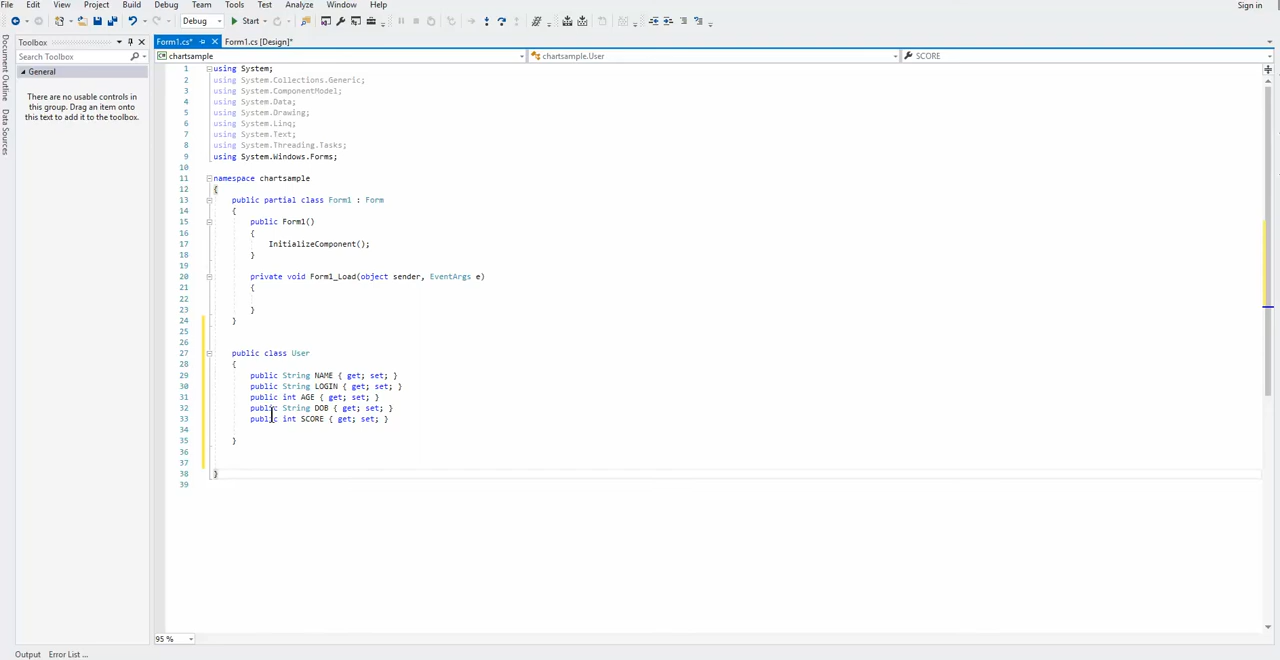 File Edit View Project Build Debug Team Tools Test Analyze Window Help Sign in
Debug Start
Toolbox
Form1.cs* Form1.cs [Design]*
Search Toolbox
chartsample chartsample.User SCORE
Document Outline
Data Sources
General
There are no usable controls in
this group. Drag an item onto
this text to add it to the toolbox.
1 using System;
2 using System.Collections.Generic;
3 using System.ComponentModel;
4 using System.Data;
5 using System.Drawing;
6 using System.Linq;
7 using System.Text;
8 using System.Threading.Tasks;
9 using System.Windows.Forms;
10
11 namespace chartsample
12 {
13 public partial class Form1 : Form
14 {
15 public Form1()
16 {
17 InitializeComponent();
18 }
19
20 private void Form1_Load(object sender, EventArgs e)
21 {
22
23 }
24 }
25
26
27 public class User
28 {
29 public String NAME { get; set; }
30 public String LOGIN { get; set; }
31 public int AGE { get; set; }
32 public String DOB { get; set; }
33 public int SCORE { get; set; }
34
35 }
36
37
38 }
39
95 %
Output Error List ...